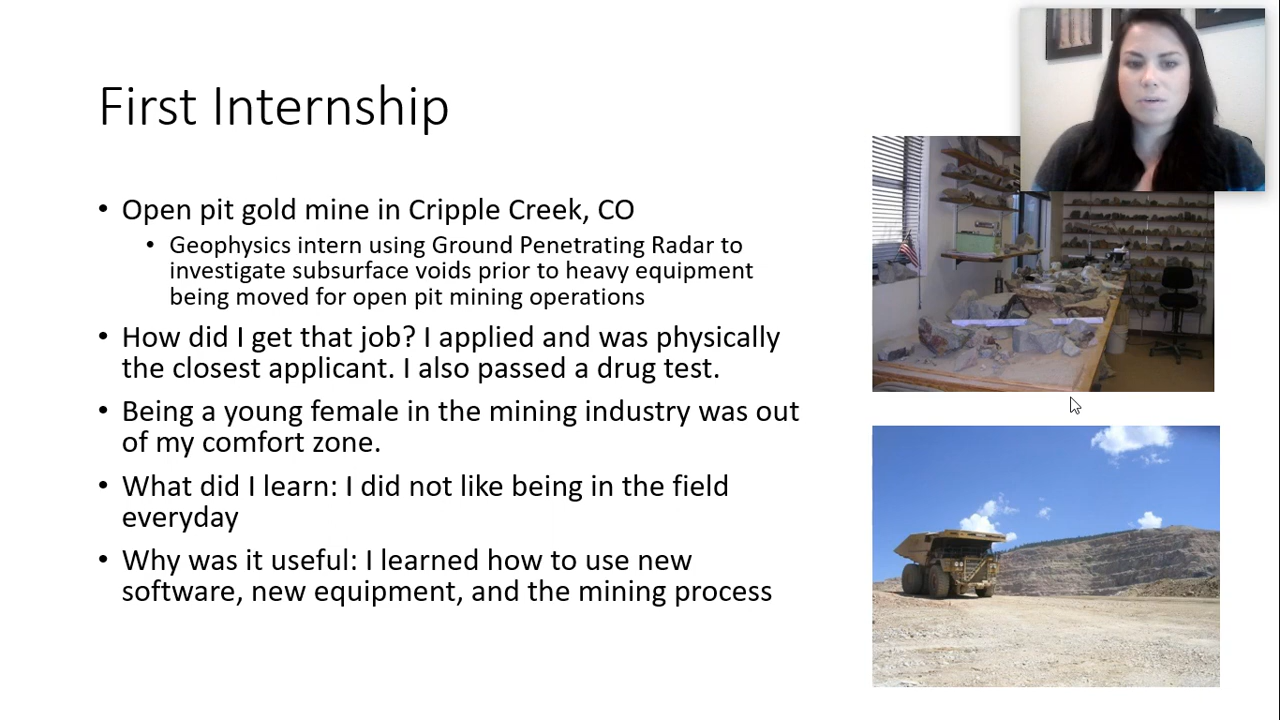 First Internship
• Open pit gold mine in Cripple Creek, CO
• Geophysics intern using Ground Penetrating Radar to
investigate subsurface voids prior to heavy equipment
being moved for open pit mining operations
• How did I get that job? I applied and was physically
the closest applicant. I also passed a drug test.
• Being a young female in the mining industry was out
of my comfort zone.
• What did I learn: I did not like being in the field
everyday
• Why was it useful: I learned how to use new
software, new equipment, and the mining process